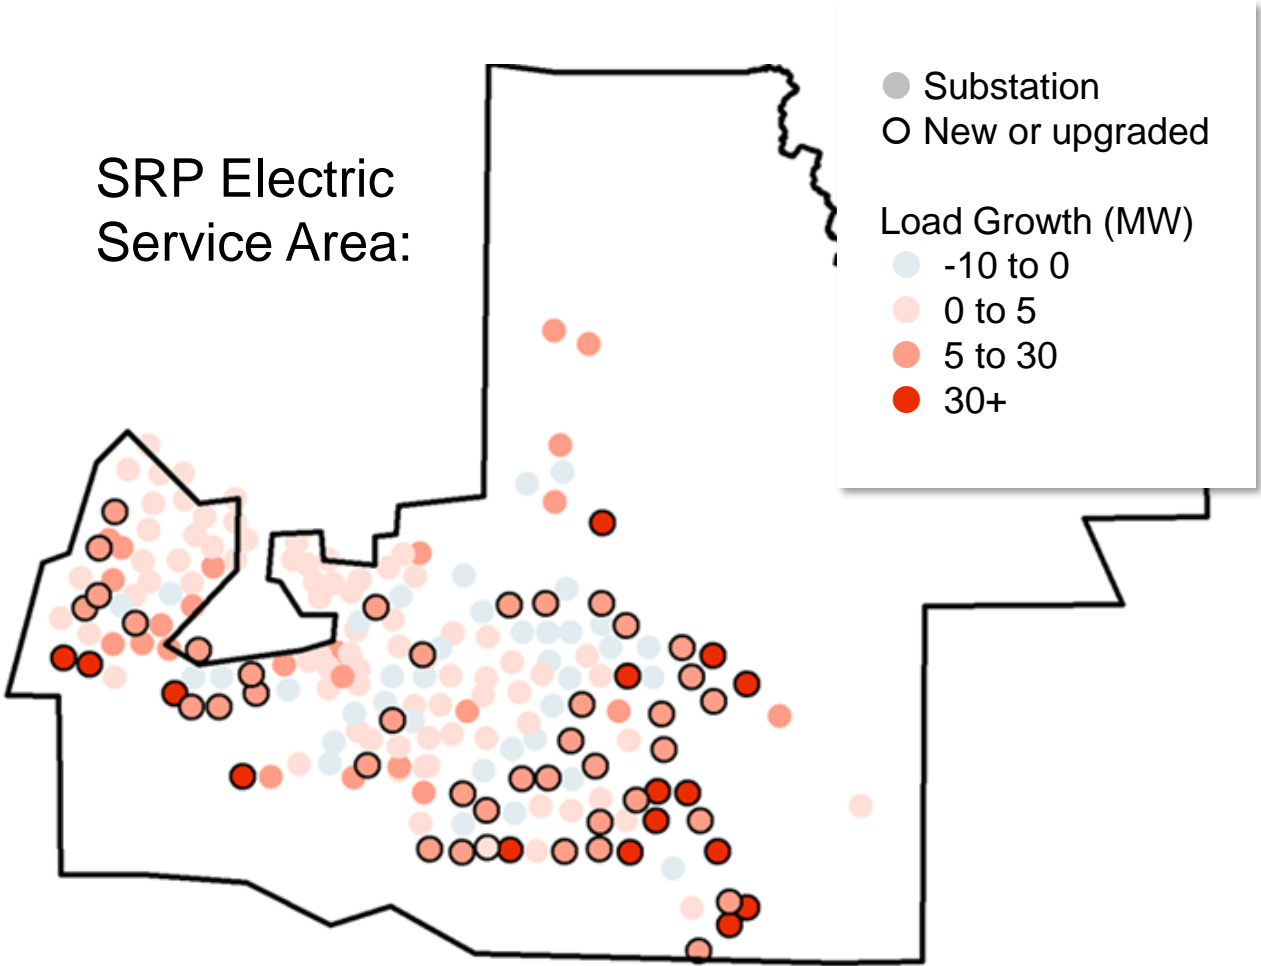 SRP Electric
Service Area:
Substation
New or upgraded
Load Growth (MW)
-10 to 0
0 to 5
5 to 30
30+